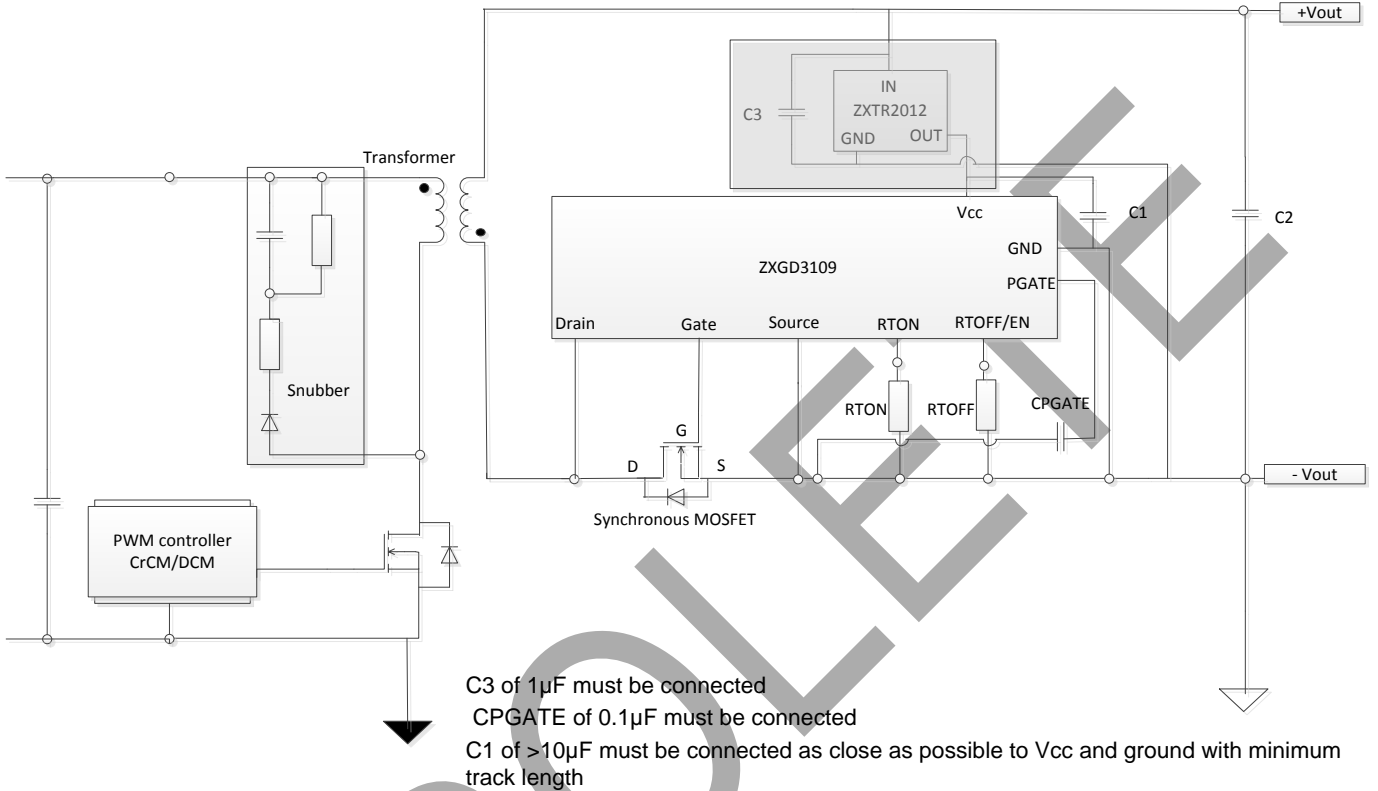 +Vout
IN
ZXTR2012
C3
GND
OUT
Transformer
Vcc
C1
C2
GND
ZXGD3109
PGATE
Drain
Gate
Source
RTON
RTOFF/EN
Snubber
RTON
RTOFF
CPGATE
G
D
S
- Vout
Synchronous MOSFET
PWM controller
CrCM/DCM
C3 of 1µF must be connected
CPGATE of 0.1µF must be connected
C1 of >10µF must be connected as close as possible to Vcc and ground with minimum
track length
OLETE